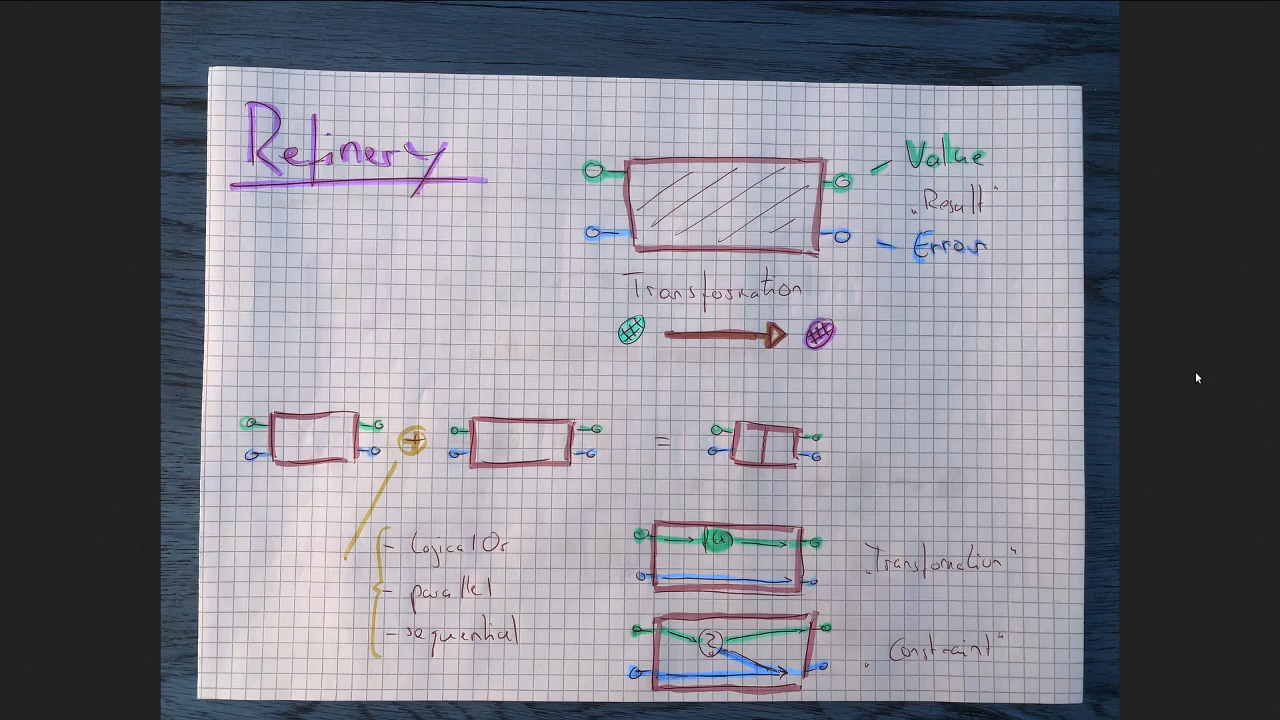 Refinery
Value
„Result“
Error
Transformation
+
=
- Logical Or
- parallel
- sequential
f(x)
„Transformation“
?
„Constraint“